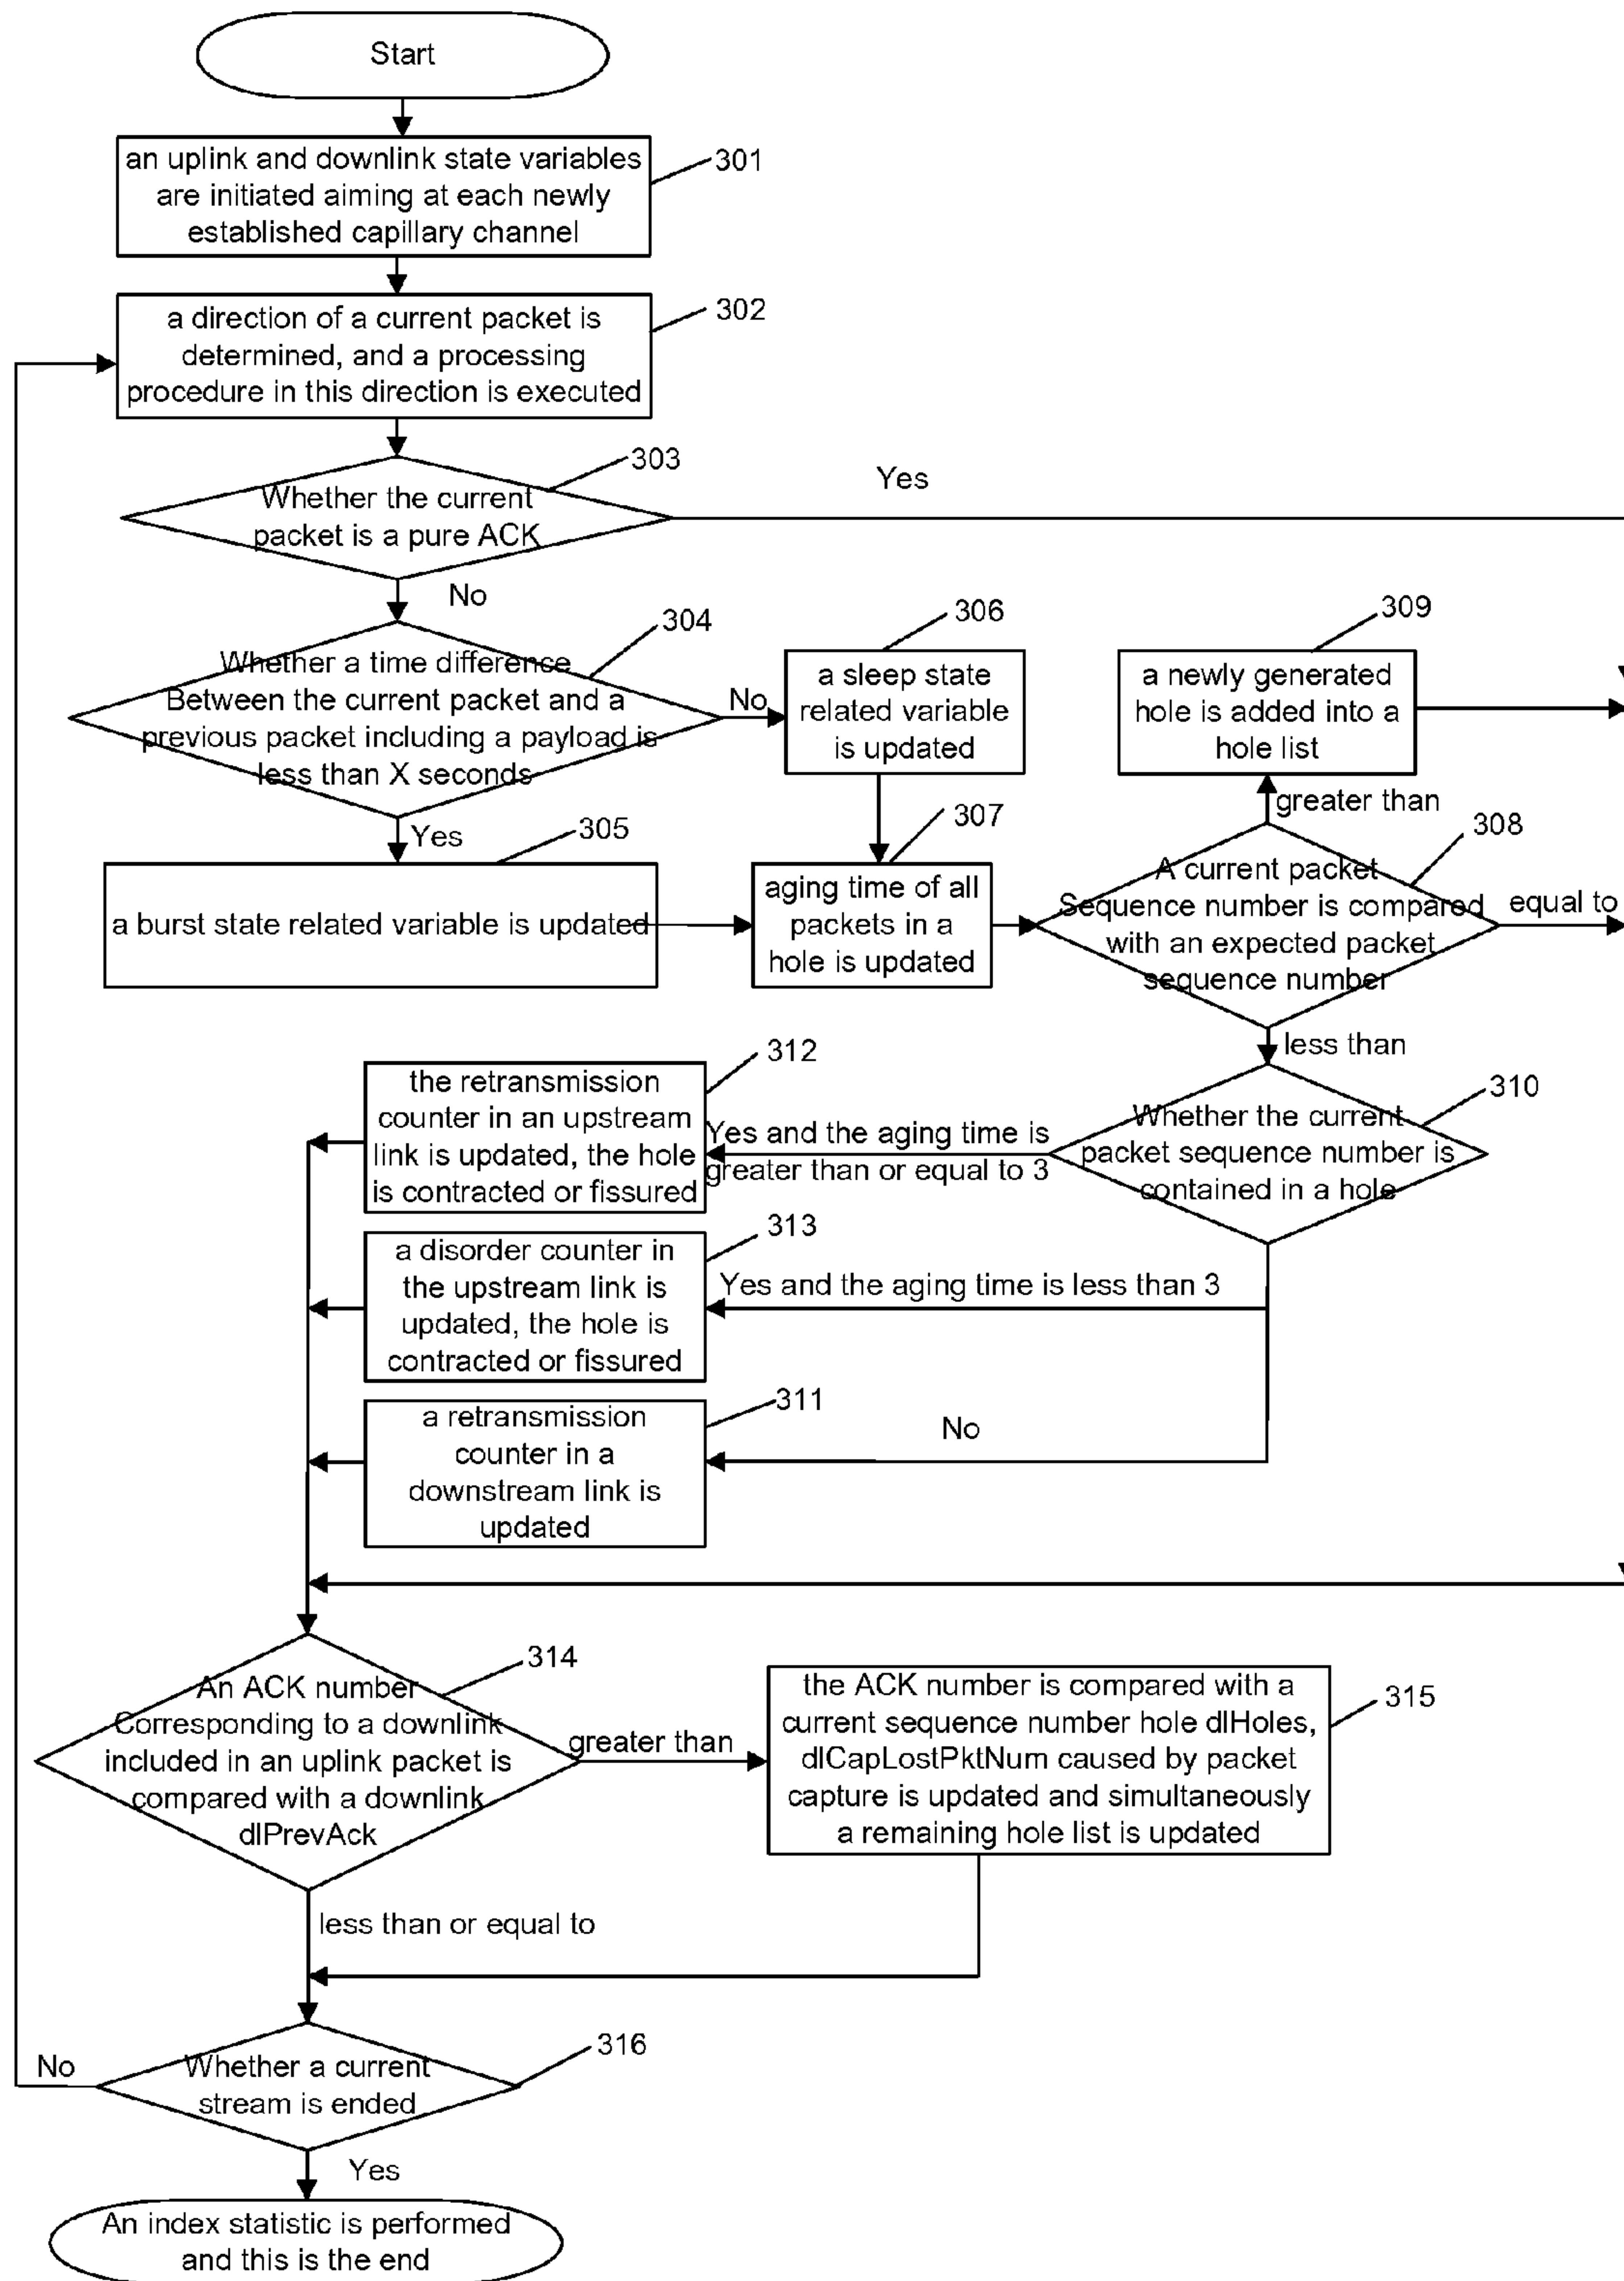 Start
an uplink and downlink state variables
are initiated aiming at each newly
established capillary channel
301
a direction of a current packet is
determined, and a processing
procedure in this direction is executed
302
303
Whether the current
packet is a pure ACK
Yes
No
304
Whether a time difference
Between the current packet and a
previous packet including a payload is
less than X seconds
No
306
a sleep state
related variable
is updated
309
a newly generated
hole is added into a
hole list
greater than
Yes
305
a burst state related variable is updated
307
aging time of all
packets in a
hole is updated
308
A current packet
Sequence number is compared
with an expected packet
sequence number
equal to
less than
310
Whether the current
packet sequence number is
contained in a hole
312
the retransmission
counter in an upstream
link is updated, the hole
is contracted or fissured
Yes and the aging time is
greater than or equal to 3
313
a disorder counter in
the upstream link is
updated, the hole is
contracted or fissured
Yes and the aging time is less than 3
311
a retransmission
counter in a
downstream link is
updated
No
314
An ACK number
Corresponding to a downlink
included in an uplink packet is
compared with a downlink
dlPrevAck
greater than
the ACK number is compared with a
current sequence number hole dlHoles,
dlCapLostPktNum caused by packet
capture is updated and simultaneously
a remaining hole list is updated
315
less than or equal to
316
Whether a current
stream is ended
No
Yes
An index statistic is performed
and this is the end